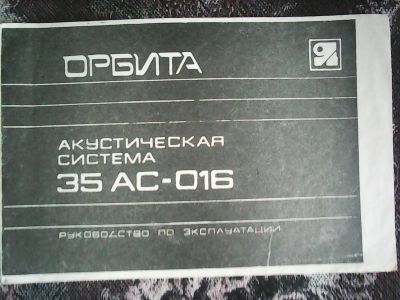 ОРБИТА
АКУСТИЧЕСКАЯ
СИСТЕМА
35 АС-016
РУКОВОДСТВО ПО ЭКСПЛУАТАЦИИ